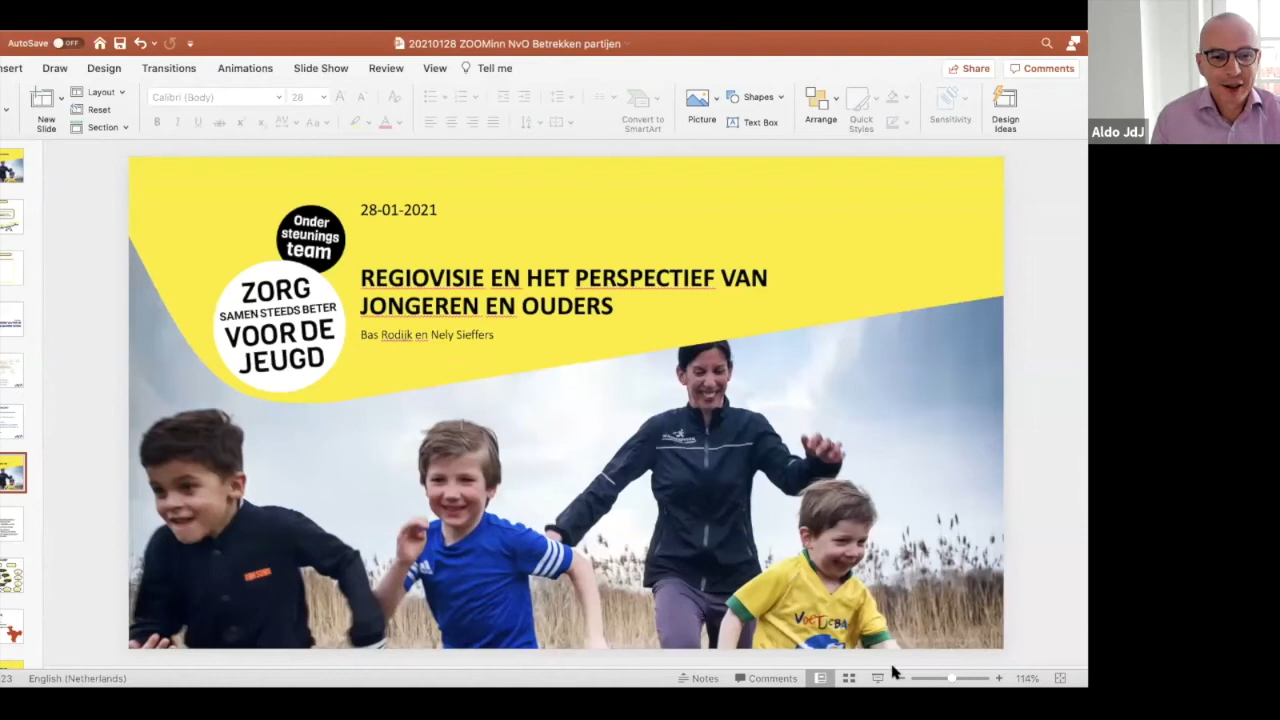 AutoSave OFF
20210128 ZOOMinn NvO Betrekken partijen
nsert Draw Design Transitions Animations Slide Show Review View Tell me
Share Comments
New Slide
Layout
Reset
Section
Calibri (Body) 28
B I U
Convert to SmartArt
Picture
Shapes
Text Box
Arrange
Quick Styles
Sensitivity
Design Ideas
Aldo JdJ
28-01-2021
Onder
steunings
team
ZORG
SAMEN STEEDS BETER
VOOR DE
JEUGD
REGIOVISIE EN HET PERSPECTIEF VAN
JONGEREN EN OUDERS
Bas Rodijk en Nely Sieffers
23 English (Netherlands)
Notes Comments 114%